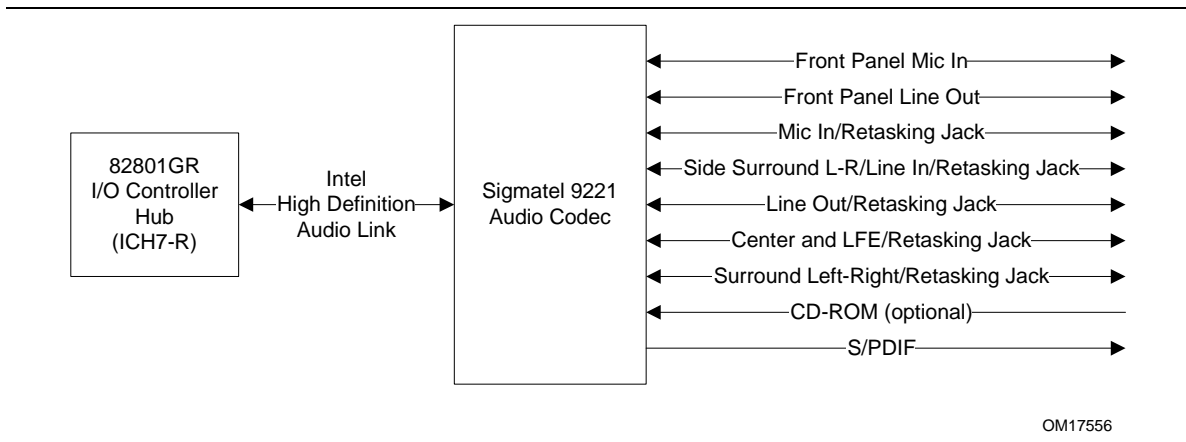 82801GR
I/O Controller
Hub
(ICH7-R)
Intel
High Definition
Audio Link
Sigmatel 9221
Audio Codec
Front Panel Mic In
Front Panel Line Out
Mic In/Retasking Jack
Side Surround L-R/Line In/Retasking Jack
Line Out/Retasking Jack
Center and LFE/Retasking Jack
Surround Left-Right/Retasking Jack
CD-ROM (optional)
S/PDIF
OM17556